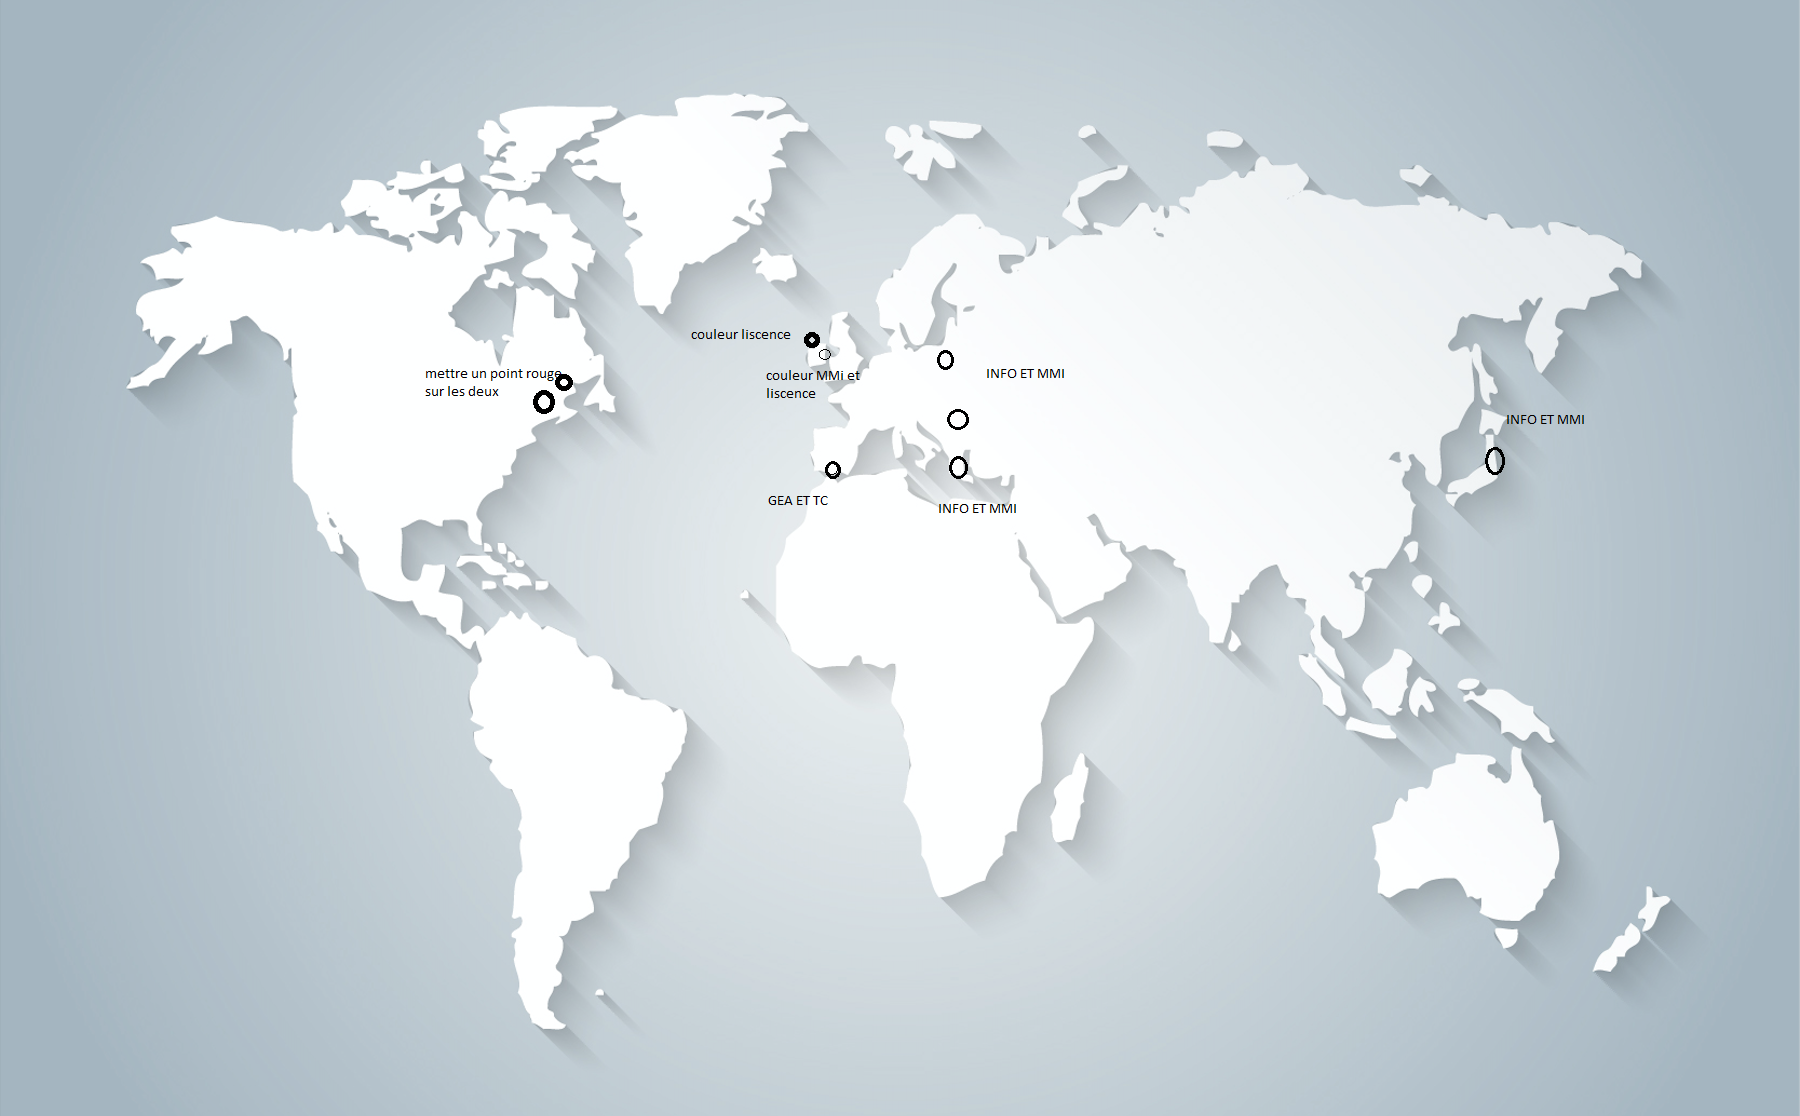 couleur liscence
mettre un point rouge
sur les deux
couleur MMi et
liscence
INFO ET MMI
INFO ET MMI
GEA ET TC
INFO ET MMI